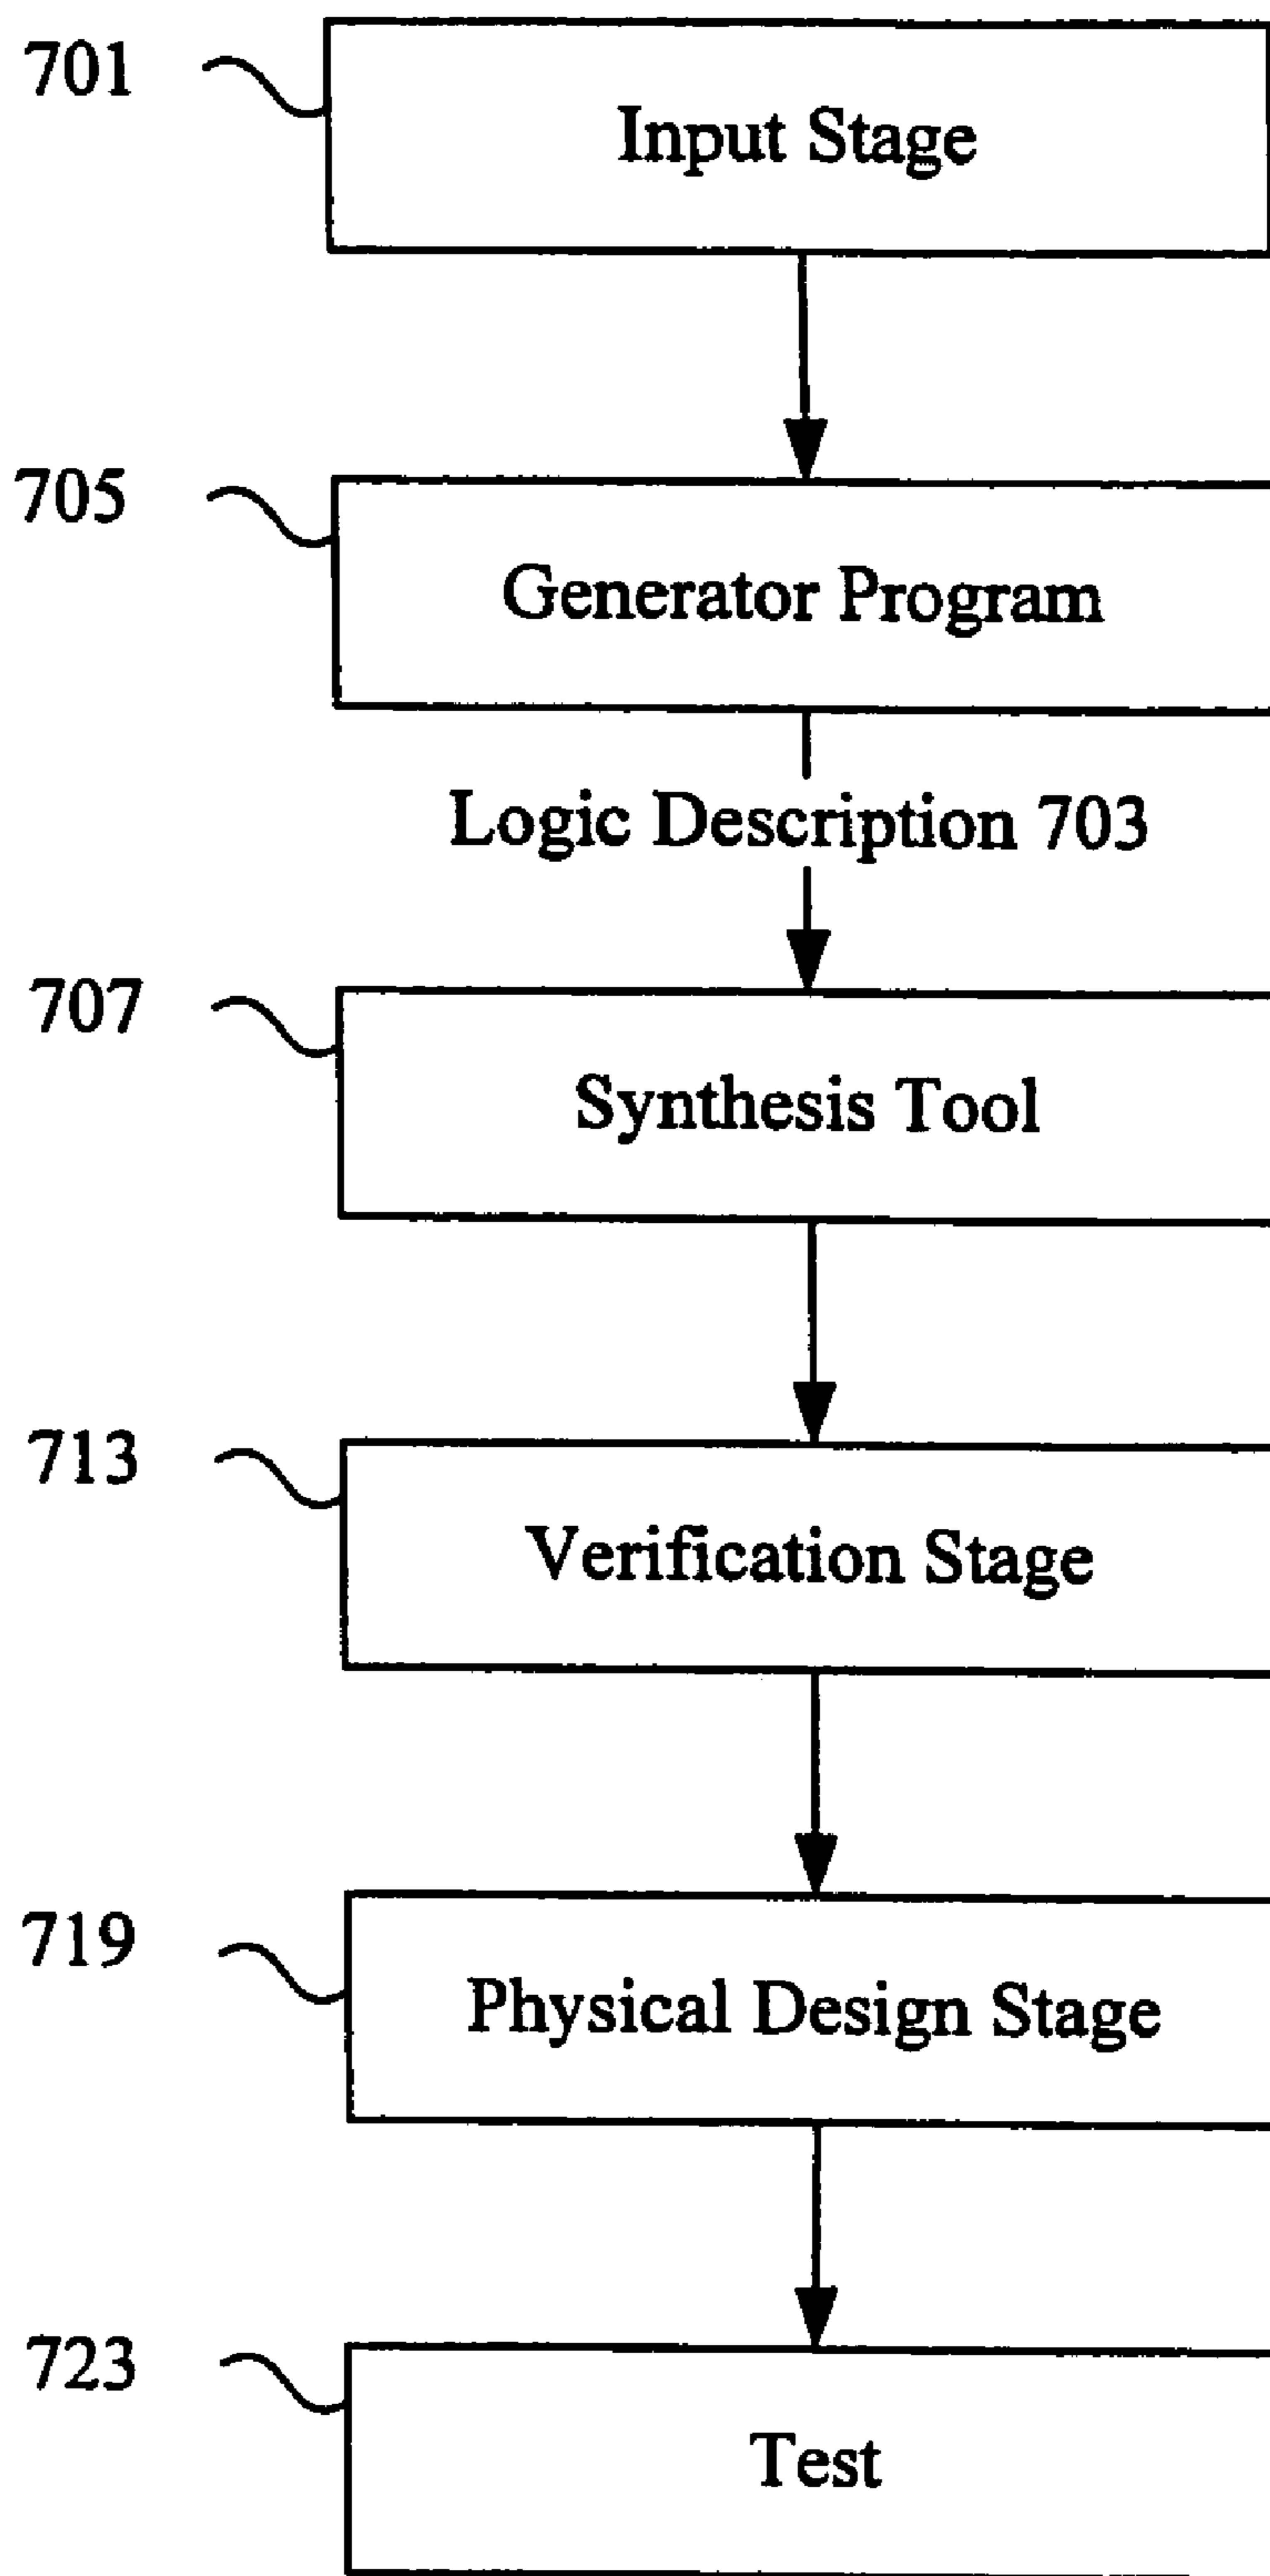 701
Input Stage
705
Generator Program
Logic Description 703
707
Synthesis Tool
713
Verification Stage
719
Physical Design Stage
723
Test